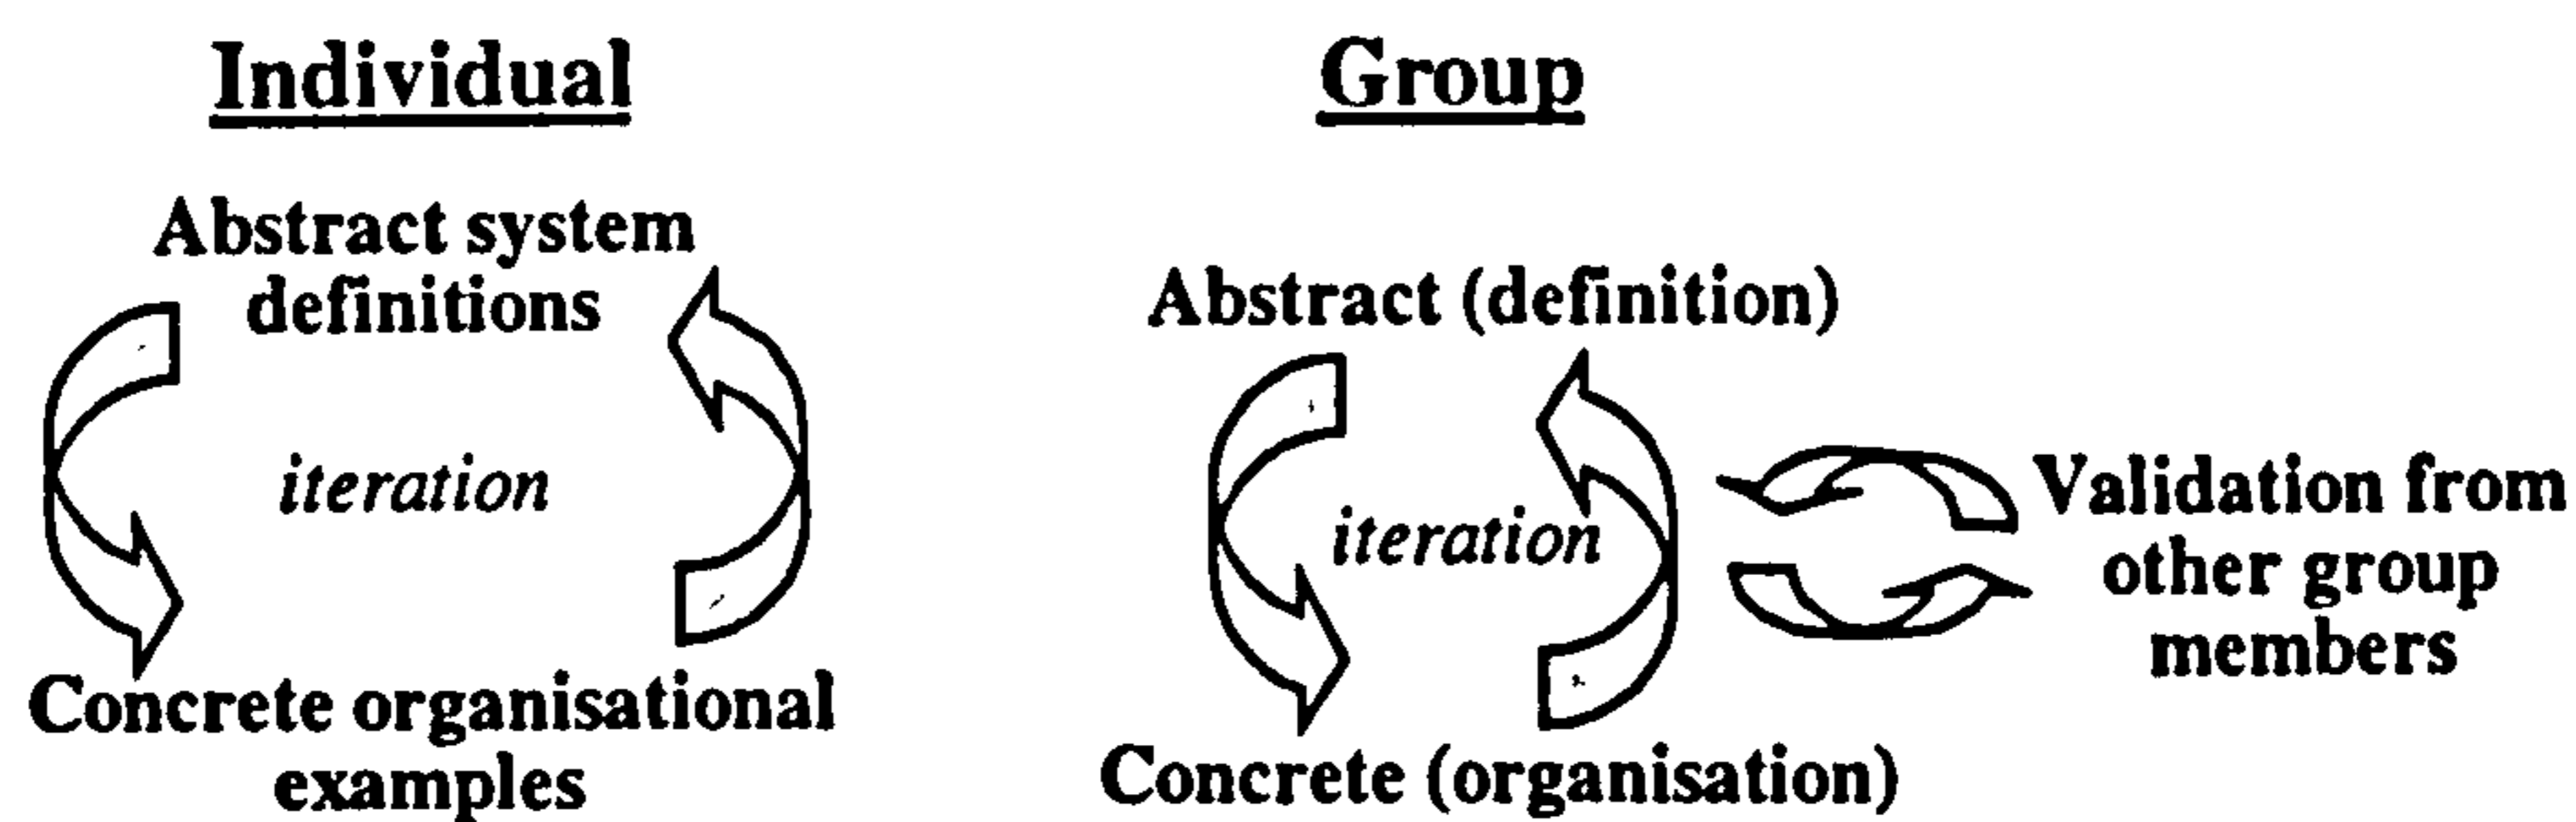 Individual
Abstract system
definitions
iteration
Concrete organisational
examples
Group
Abstract (definition)
iteration
Concrete (organisation)
Validation from
other group
members